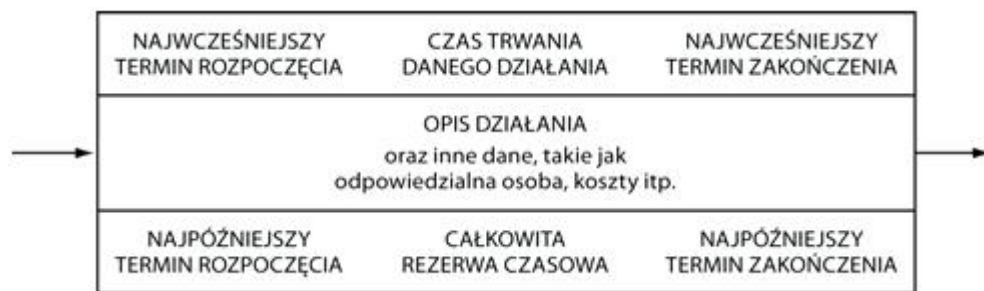 NAJWCZEŚNIEJSZY CZAS TRWANIA NAJWCZEŚNIEJSZY
TERMIN ROZPOCZĘCIA DANEGO DZIAŁANIA TERMIN ZAKOŃCZENIA
OPIS DZIAŁANIA
oraz inne dane, takie jak
odpowiedzialna osoba, koszty itp.
NAJPÓŹNIEJSZY CAŁKOWITA NAJPÓŹNIEJSZY
TERMIN ROZPOCZĘCIA REZERWA CZASOWA TERMIN ZAKOŃCZENIA